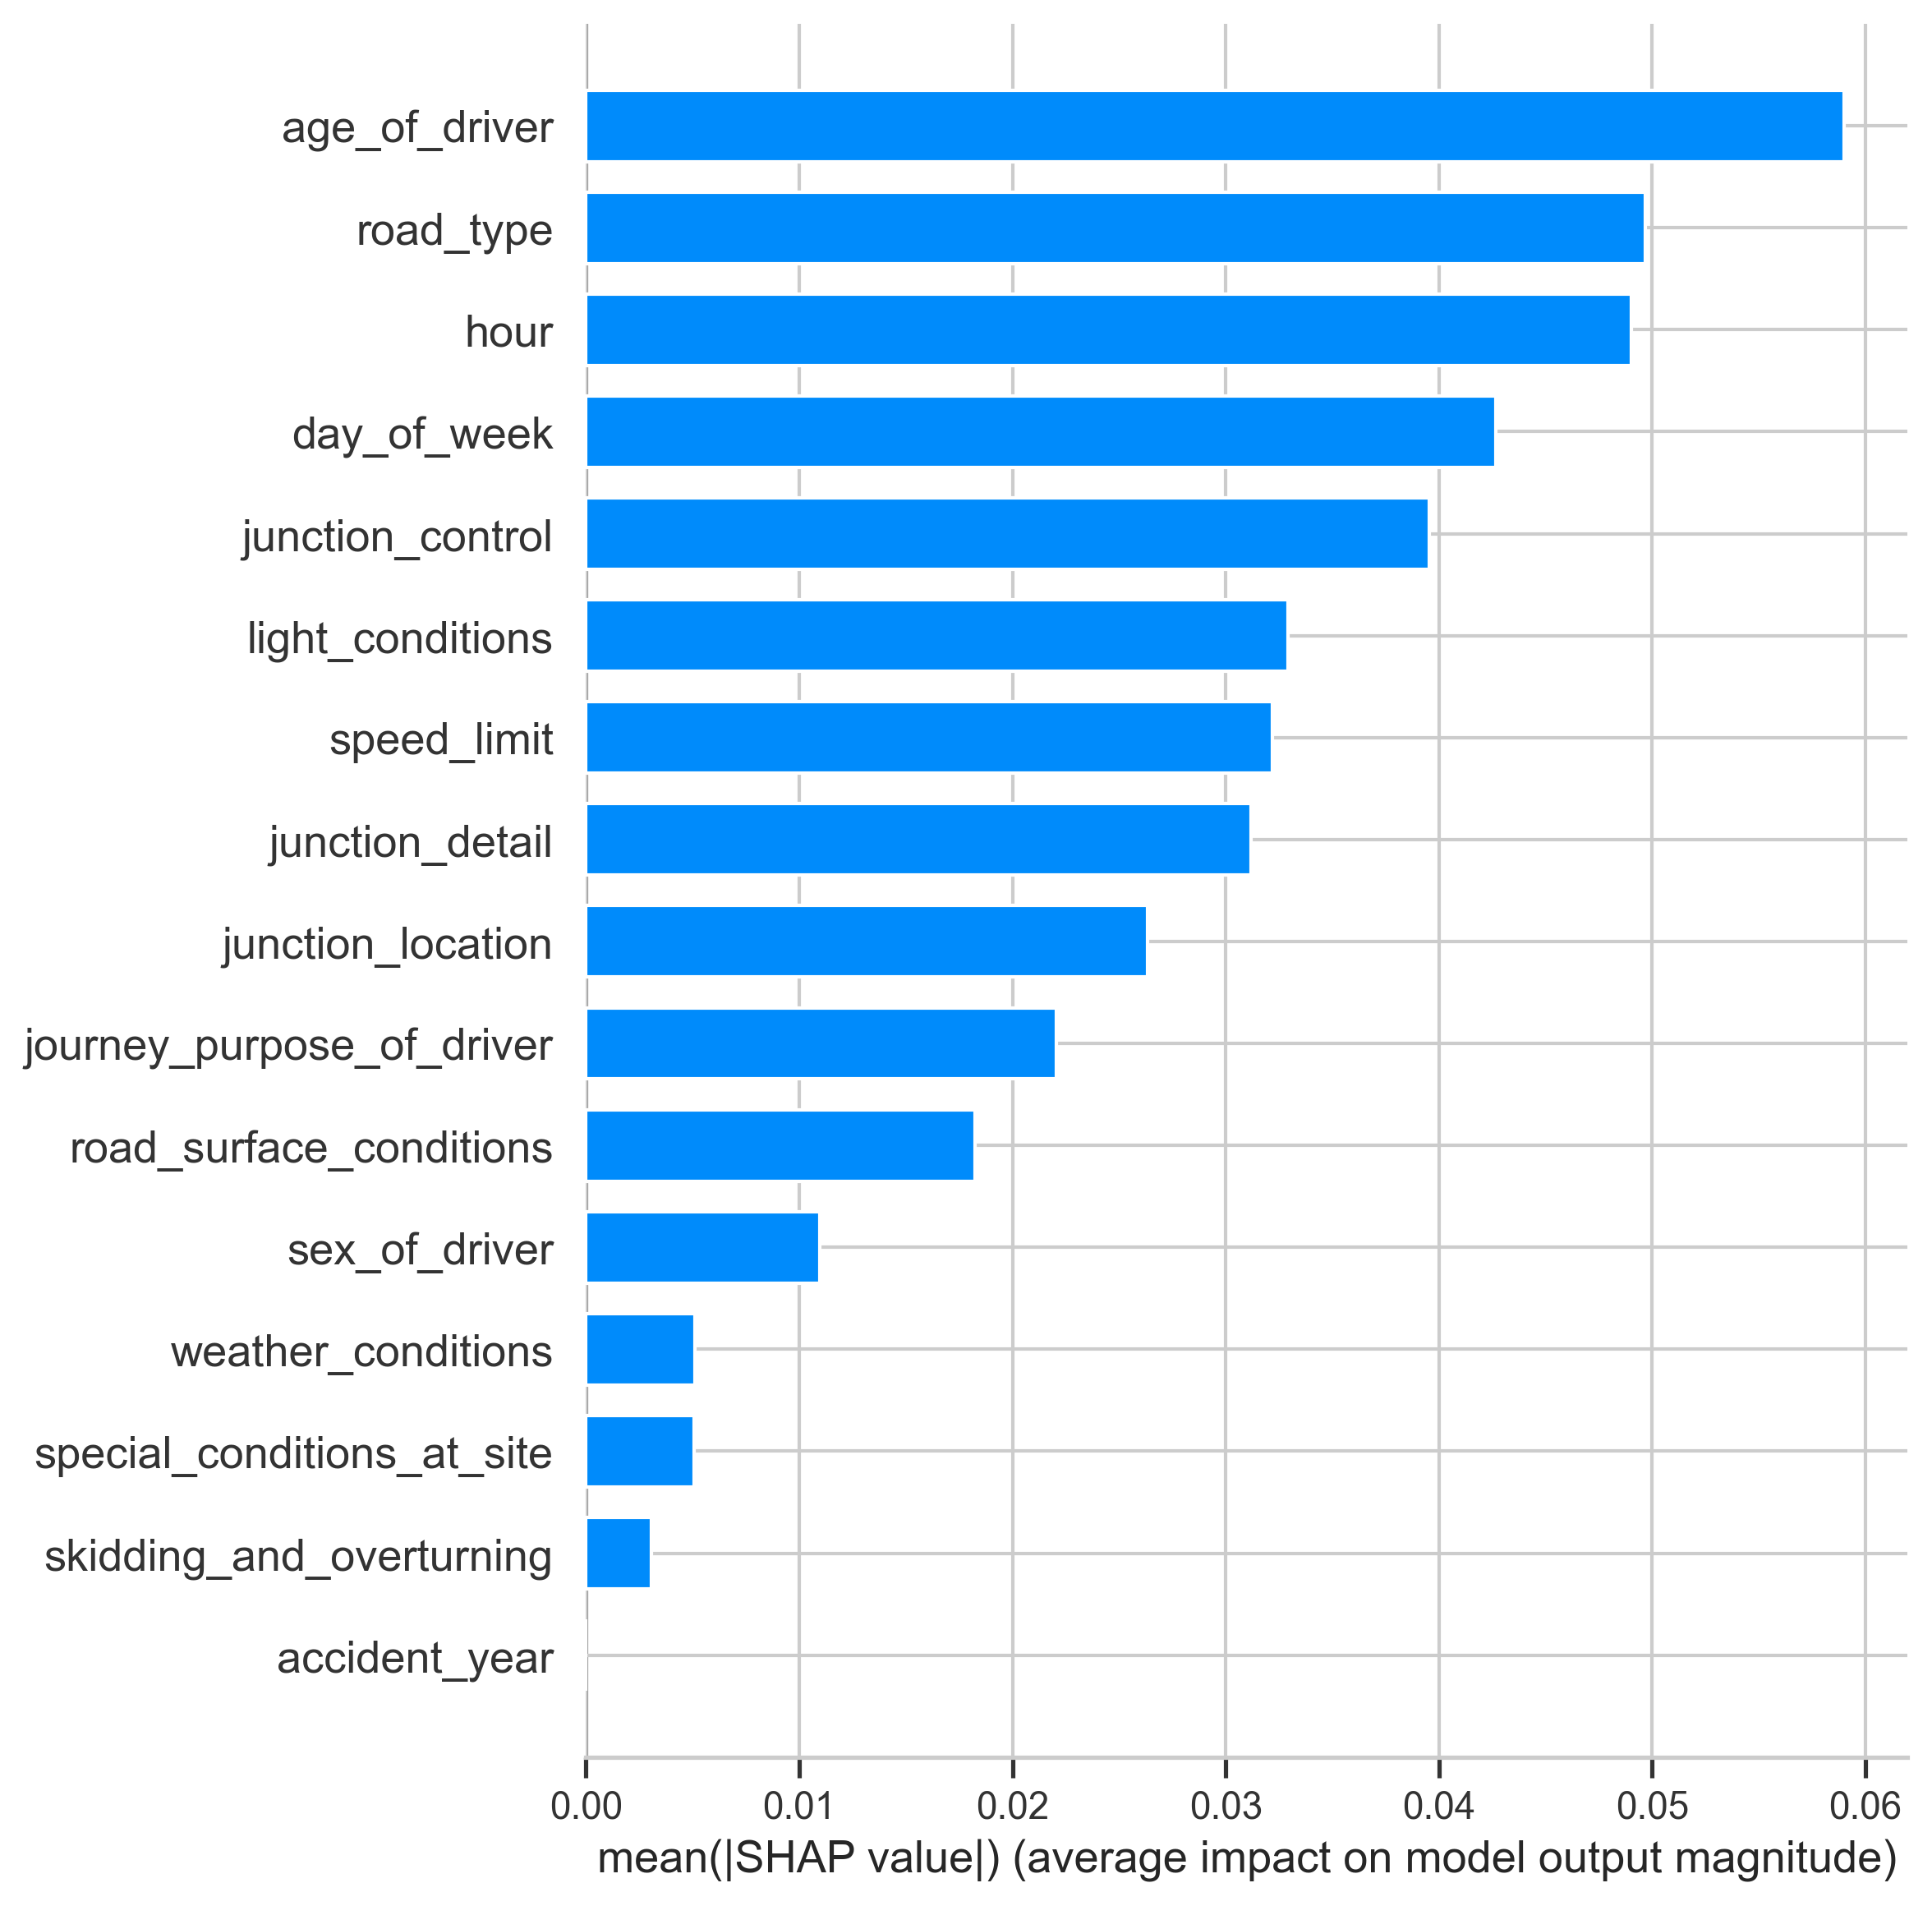 age_of_driver
road_type
hour
day_of_week
junction_control
light_conditions
speed_limit
junction_detail
junction_location
journey_purpose_of_driver
road_surface_conditions
sex_of_driver
weather_conditions
special_conditions_at_site
skidding_and_overturning
accident_year
0.00 0.01 0.02 0.03 0.04 0.05 0.06
mean(|SHAP value|) (average impact on model output magnitude)